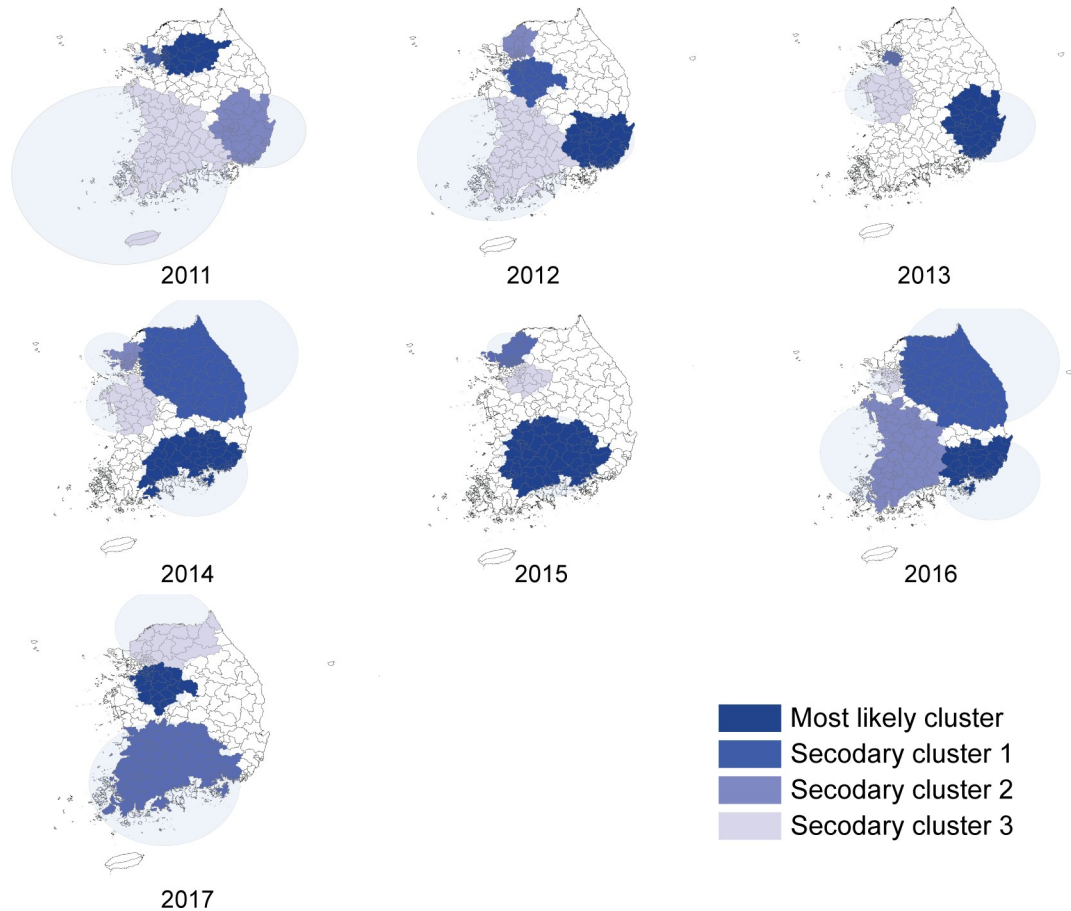 2011
2012
2013
2014
2015
2016
2017
Most likely cluster
Secodary cluster 1
Secodary cluster 2
Secodary cluster 3